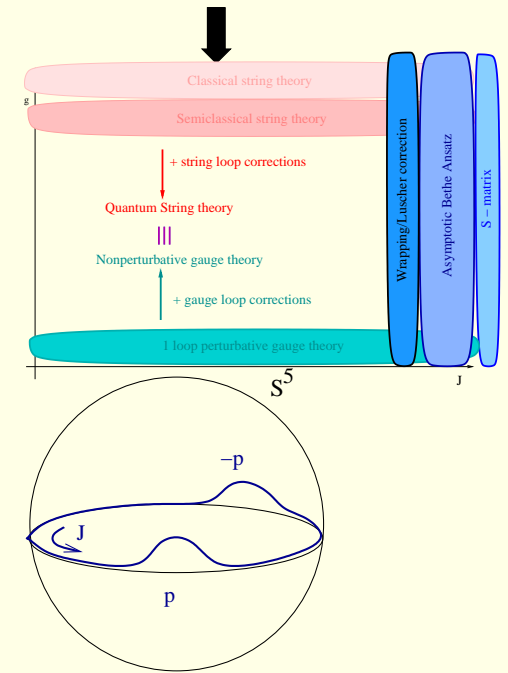 Classical string theory
g
Semiclassical string theory
+ string loop corrections
Quantum String theory
Nonperturbative gauge theory
+ gauge loop corrections
1 loop perturbative gauge theory
Wrapping/Luscher correction
Asymptotic Bethe Ansatz
S − matrix
J
S⁵
−p
J
p